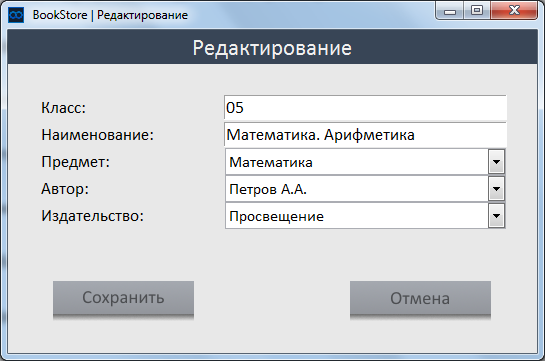 BookStore | Редактирование
Редактирование
Класс: 05
Наименование: Математика. Арифметика
Предмет: Математика
Автор: Петров А.А.
Издательство: Просвещение
Сохранить Отмена